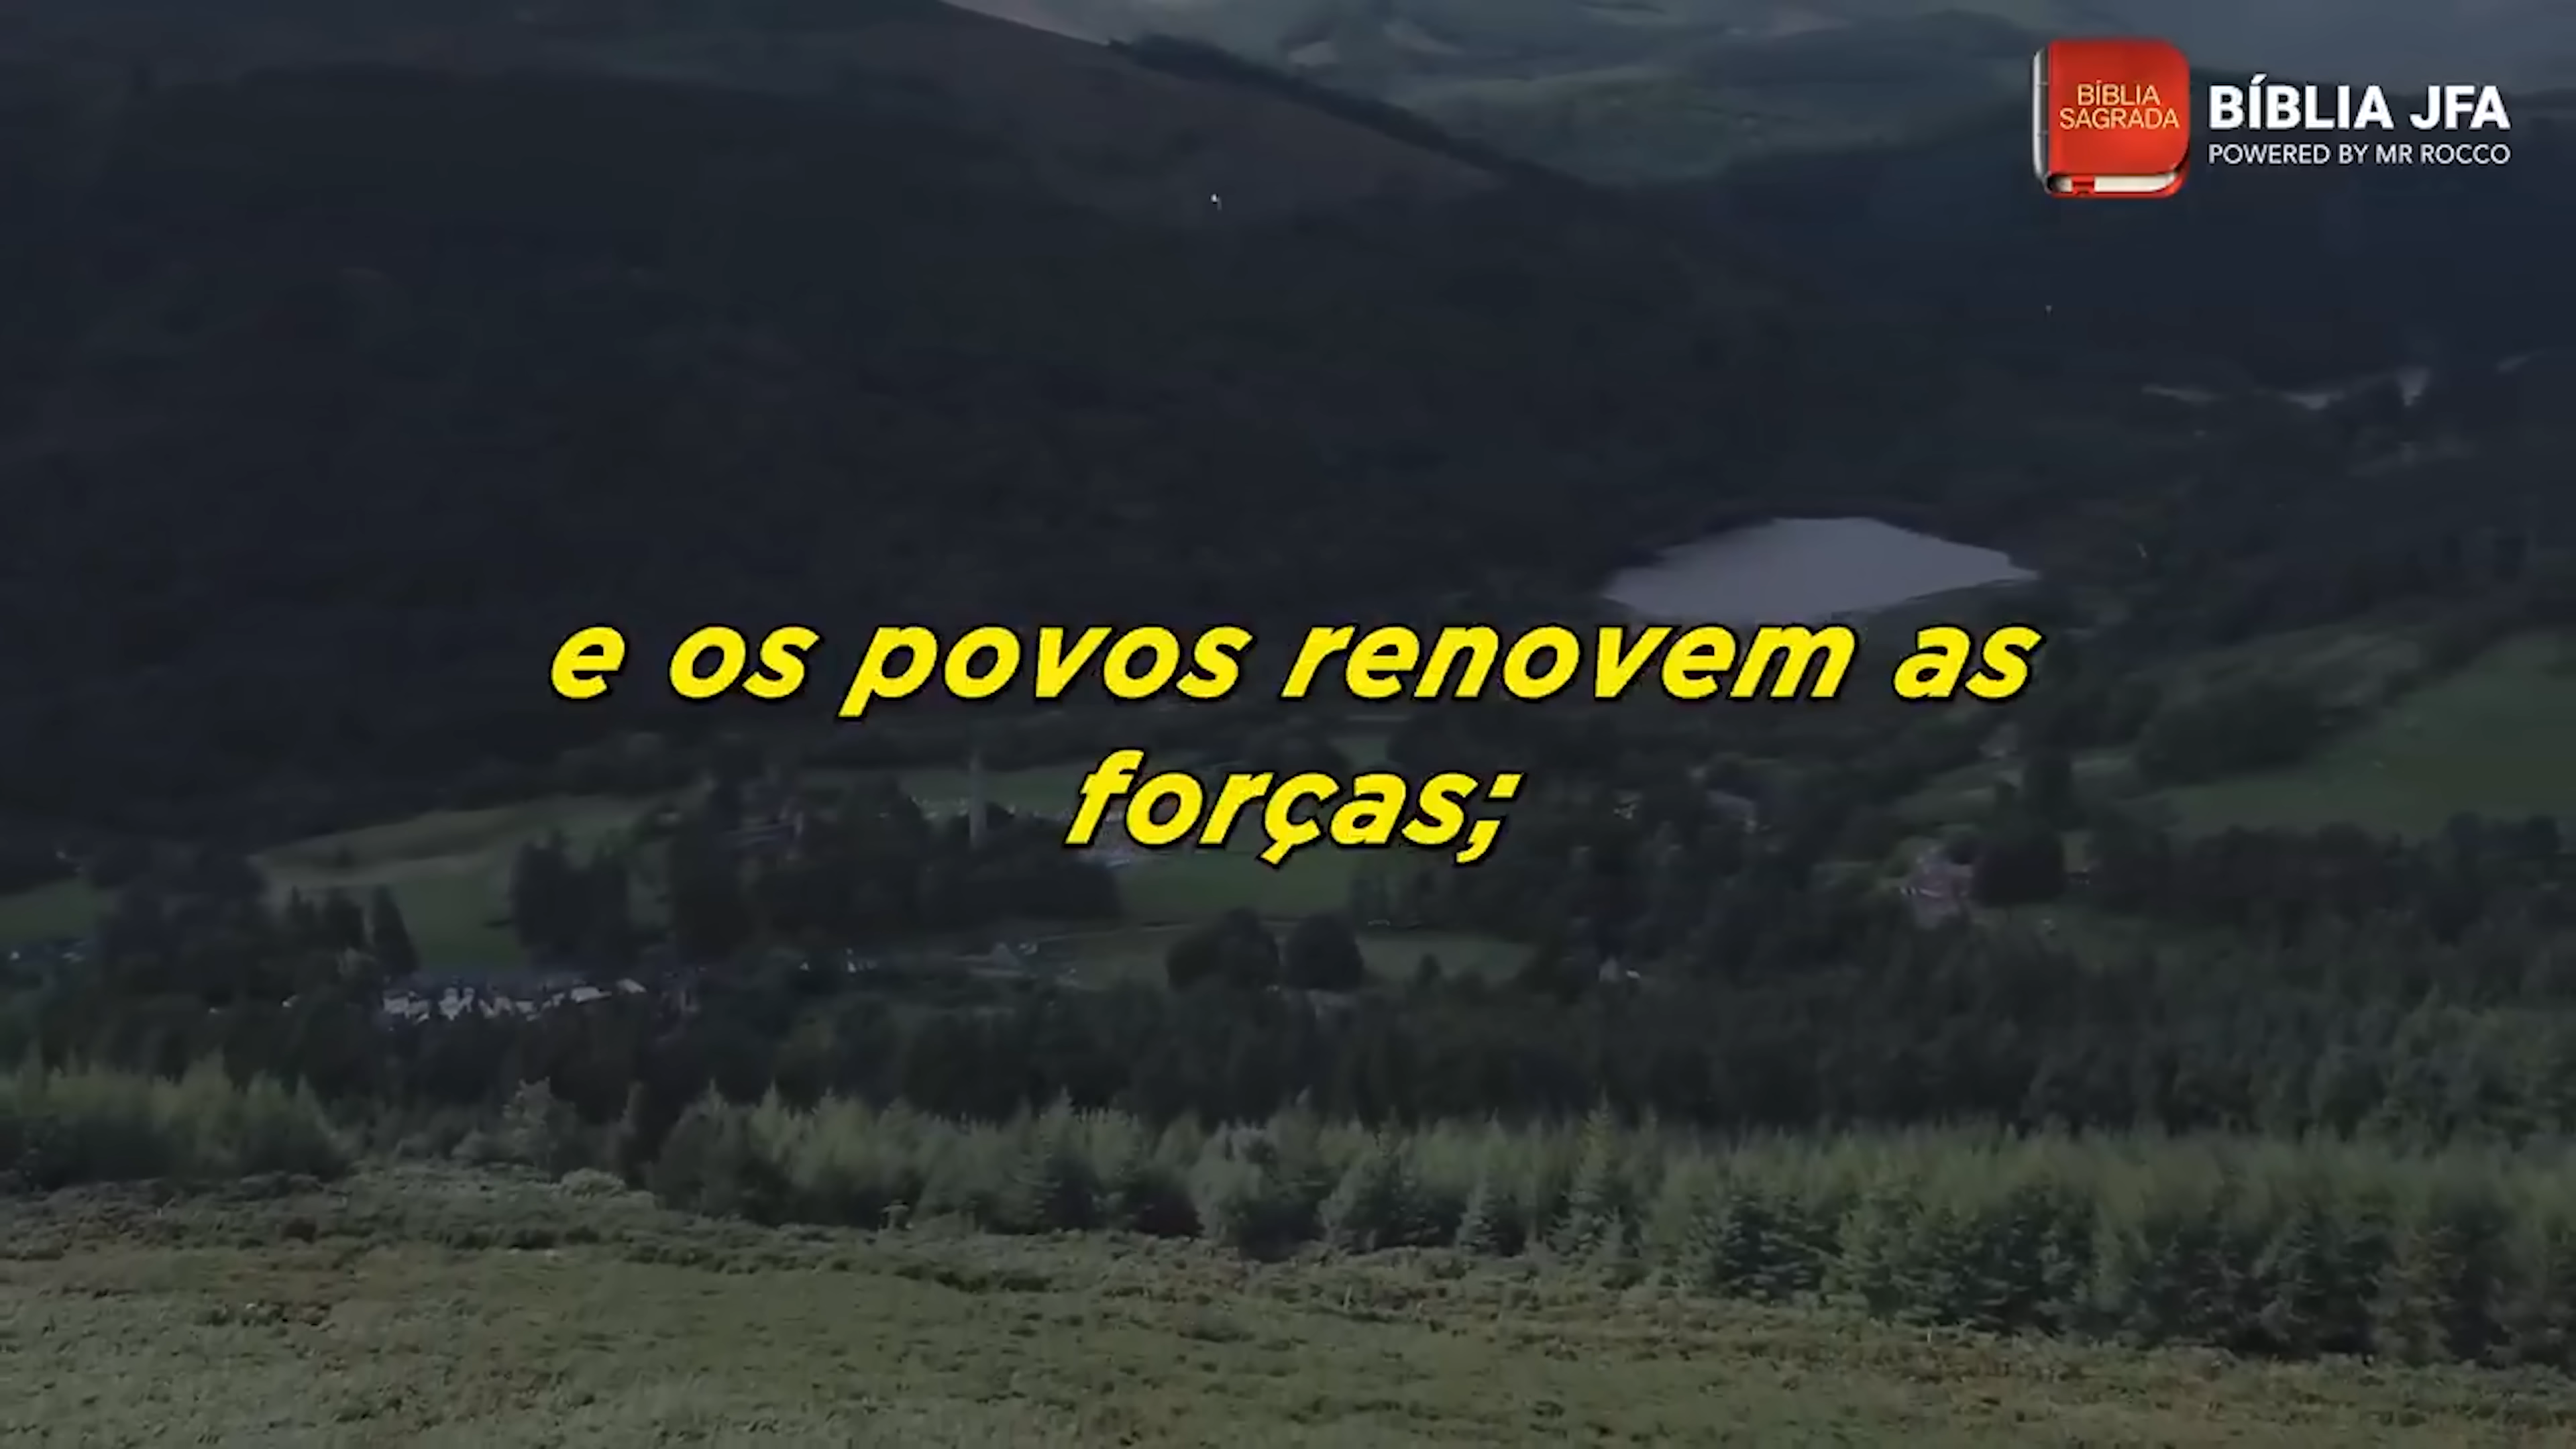 BÍBLIA
SAGRADA
BÍBLIA JFA
POWERED BY MR ROCCO
e os povos renovem as
forças;